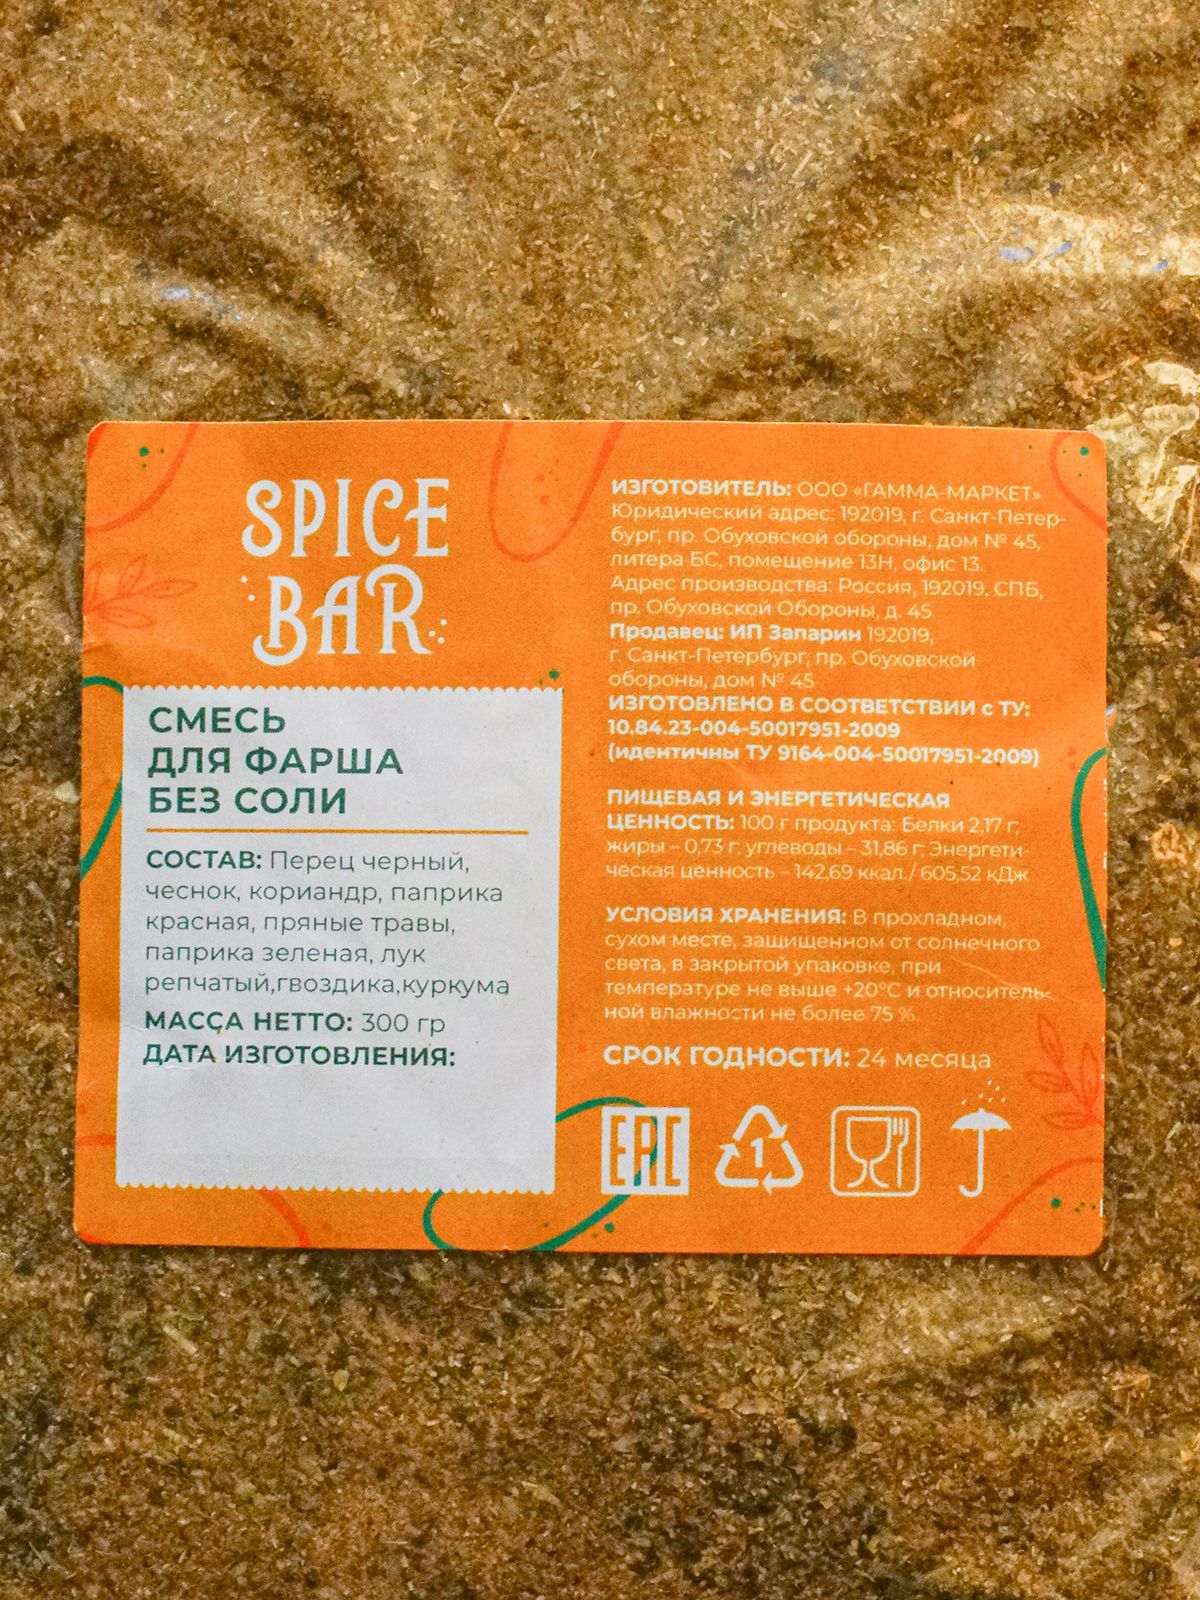 SPICE
BAR
СМЕСЬ
ДЛЯ ФАРША
БЕЗ СОЛИ
СОСТАВ: Перец черный,
чеснок, кориандр, паприка
красная, пряные травы,
паприка зеленая, лук
репчатый,гвоздика,куркума
МАССА НЕТТО: 300 гр
ДАТА ИЗГОТОВЛЕНИЯ:
ИЗГОТОВИТЕЛЬ: ООО «ГАММА-МАРКЕТ»
Юридический адрес: 192019, г. Санкт-Петер-
бург, пр. Обуховской обороны, дом № 45,
литера БС, помещение 13Н, офис 13.
Адрес производства: Россия, 192019, СПБ,
пр. Обуховской Обороны, д. 45
Продавец: ИП Запарин 192019,
г. Санкт-Петербург, пр. Обуховской
обороны, дом № 45
ИЗГОТОВЛЕНО В СООТВЕТСТВИИ с ТУ:
10.84.23-004-50017951-2009
(идентичны ТУ 9164-004-50017951-2009)
ПИЩЕВАЯ И ЭНЕРГЕТИЧЕСКАЯ
ЦЕННОСТЬ: 100 г продукта: Белки 2,17 г;
жиры – 0,73 г; углеводы – 31,86 г; Энергети-
ческая ценность – 142,69 ккал./ 605,52 кДж
УСЛОВИЯ ХРАНЕНИЯ: В прохладном,
сухом месте, защищенном от солнечного
света, в закрытой упаковке, при
температуре не выше +20°С и относитель-
ной влажности не более 75 %.
СРОК ГОДНОСТИ: 24 месяца
ЕАС
1